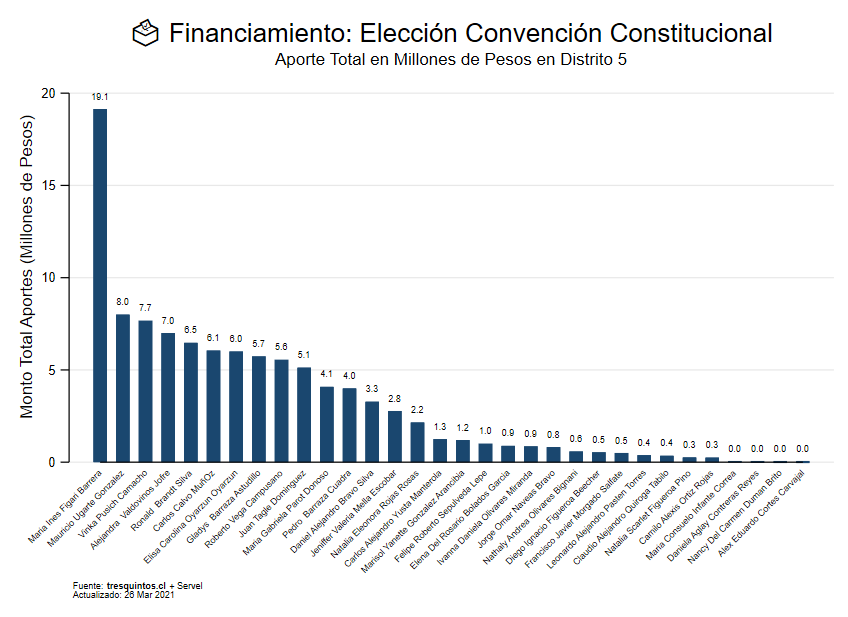 Financiamiento: Elección Convención Constitucional
Aporte Total en Millones de Pesos en Distrito 5
Monto Total Aportes (Millones de Pesos)
20
15
10
5
0
19.1
8.0
7.7
7.0
6.5
6.1
6.0
5.7
5.6
5.1
4.1
4.0
3.3
2.8
2.2
1.3
1.2
1.0
0.9
0.9
0.8
0.6
0.5
0.5
0.4
0.4
0.3
0.3
0.0
0.0
0.0
0.0
Maria Ines Figari Barrera
Mauricio Ugarte Gonzalez
Virka Pusich Camacho
Alejandra Valdovinos Jofre
Ronald Brandt Silva
Carlos Calvo MuñOz
Elisa Carolina Oyarzun Oyarzun
Gladys Barraza Astudillo
Roberto Vega Campusano
Juan Tagle Dominguez
Maria Gabriela Parot Donoso
Pedro Barraza Cuadra
Daniel Alejandro Bravo Silva
Jeniffer Valeria Mella Escobar
Natalia Eleonora Rojas Rosas
Carlos Alejandro Yusta Manterola
Marisol Yanette Gonzalez Arancibia
Felipe Roberto Sepulveda Lepe
Elena Del Rosario Bolados Garcia
Ivanna Daniela Olivares Miranda
Jorge Omar Naveas Bravo
Nathaly Andrea Olivares Bignani
Diego Ignacio Figueroa Beecher
Francisco Javier Morgado Salfate
Leonardo Alejandro Pasten Torres
Claudio Alejandro Quiroga Tabilo
Natalia Scarlet Figueroa Pino
Camilo Alexis Ortiz Rojas
Maria Consuelo Infante Correa
Daniela Aglay Contreras Reyes
Nancy Del Carmen Duman Brito
Alex Eduardo Cortes Carvajal
Fuente: tresquintos.cl + Servel
Actualizado: 26 Mar 2021